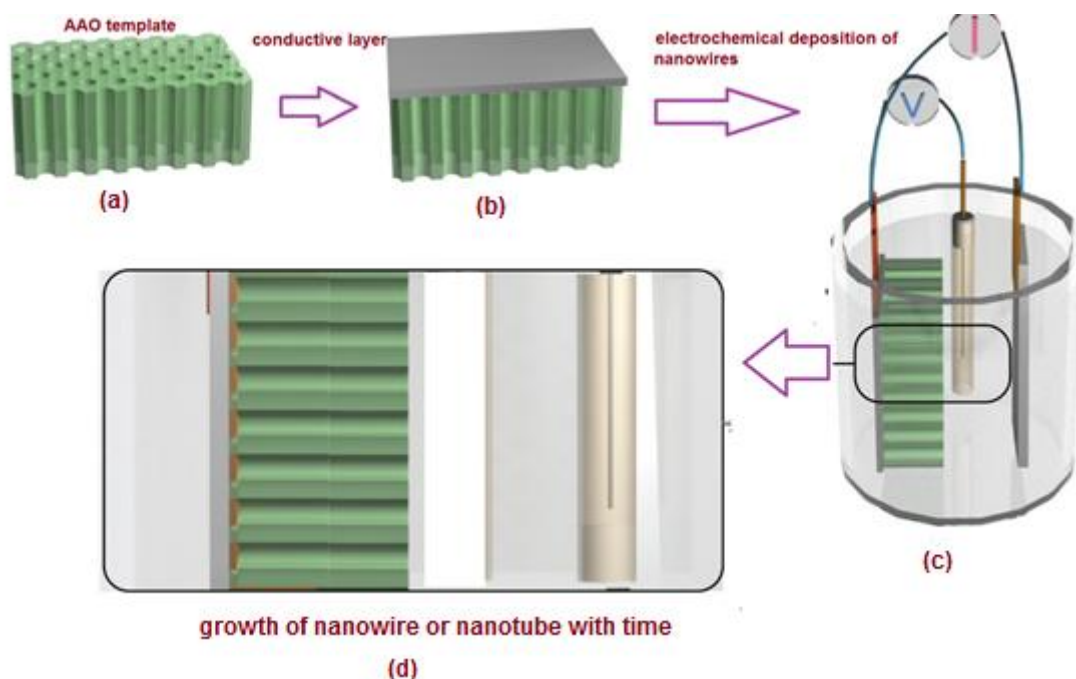 AAO template
conductive layer
electrochemical deposition of
nanowires
I
V
(a)
(b)
(c)
growth of nanowire or nanotube with time
(d)